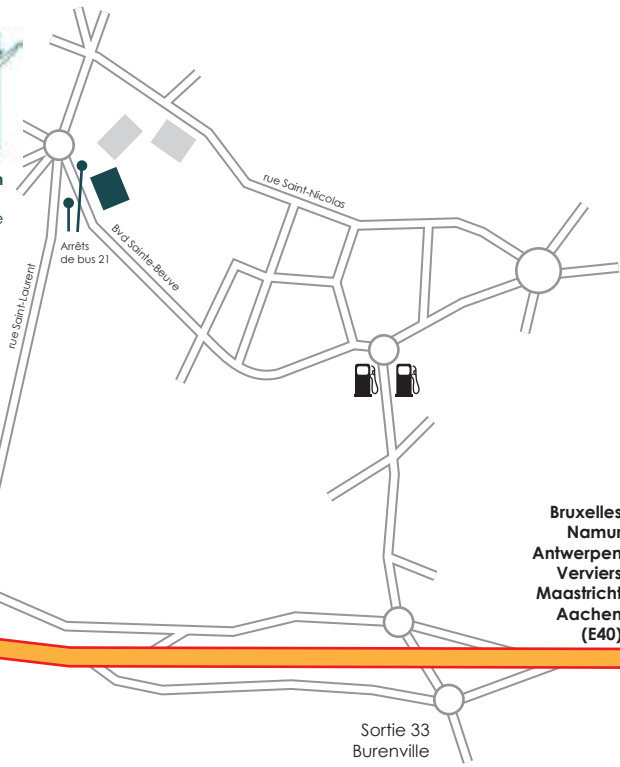 rue Saint-Nicolas
Arrêts
de bus 21
Bvd Sainte-Beuve
rue Saint-Laurent
Bruxelles
Namur
Antwerpen
Verviers
Maastricht
Aachen
(E40)
Sortie 33
Burenville